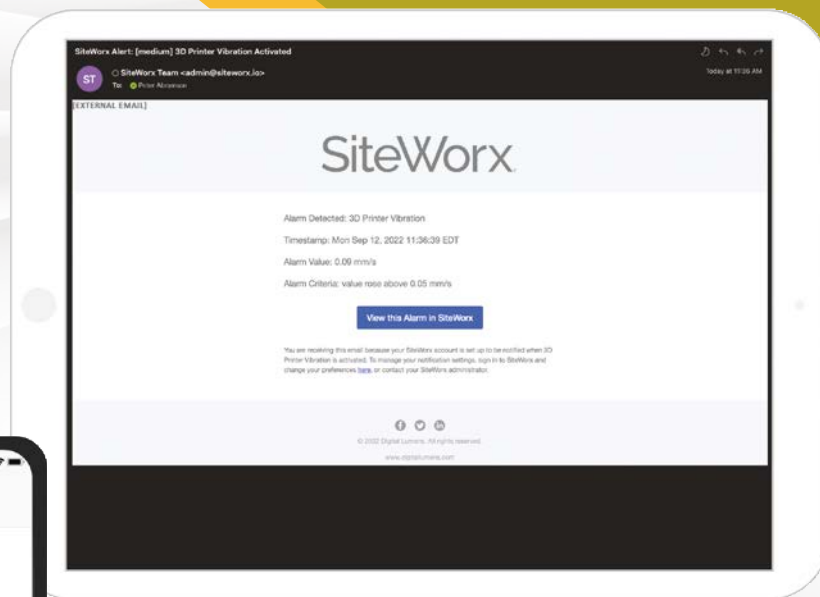 SiteWorx Alert: [medium] 3D Printer Vibration Activated
ST
SiteWorx Team <admin@siteworx.io>
Today at 11:36 AM
To: Peter
[EXTERNAL EMAIL]
SiteWorx
Alarm Detected: 3D Printer Vibration
Timestamp: Mon Sep 12, 2022 11:36:39 EDT
Alarm Value: 0.09 mm/s
Alarm Criteria: value rose above 0.05 mm/s
View this Alarm in SiteWorx
You are receiving this email because your SiteWorx account is set up to be notified when 3D
Printer Vibration is activated. To manage your notification settings, sign in to SiteWorx and
change your preferences here, or contact your SiteWorx administrator.
© 2022 Digital Lumens. All rights reserved.
www.digitallumens.com